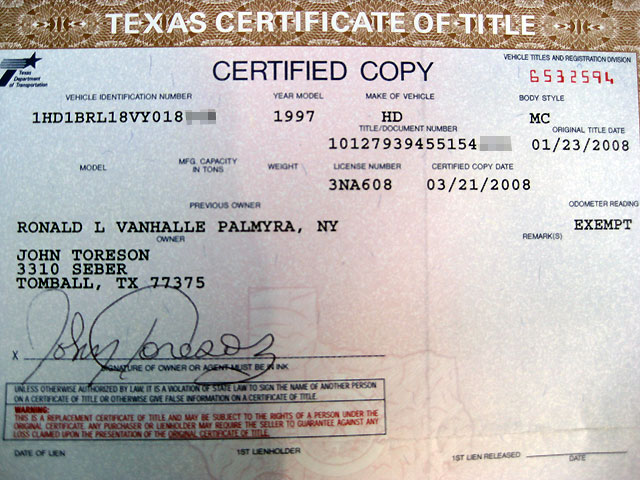 TEXAS CERTIFICATE OF TITLE
VEHICLE TITLES AND REGISTRATION DIVISION
Texas
Department
of Transportation
CERTIFIED COPY
6532594
VEHICLE IDENTIFICATION NUMBER YEAR MODEL MAKE OF VEHICLE BODY STYLE
1HD1BRL18VY018 1997 HD MC
TITLE/DOCUMENT NUMBER ORIGINAL TITLE DATE
10127939455154 01/23/2008
MODEL MFG. CAPACITY IN TONS WEIGHT LICENSE NUMBER CERTIFIED COPY DATE
3NA608 03/21/2008
PREVIOUS OWNER ODOMETER READING
RONALD L VANHALLE PALMYRA, NY EXEMPT
OWNER REMARK(S)
JOHN TORESON
3310 SEBER
TOMBALL, TX 77375
X John Toreson
SIGNATURE OF OWNER OR AGENT MUST BE IN INK
UNLESS OTHERWISE AUTHORIZED BY LAW, IT IS A VIOLATION OF STATE LAW TO SIGN THE NAME OF ANOTHER PERSON
ON A CERTIFICATE OF TITLE OR OTHERWISE GIVE FALSE INFORMATION ON A CERTIFICATE OF TITLE.
WARNING:
THIS IS A REPLACEMENT CERTIFICATE OF TITLE AND MAY BE SUBJECT TO THE RIGHTS OF A PERSON UNDER THE
ORIGINAL CERTIFICATE. ANY PURCHASER OR LIENHOLDER MAY REQUIRE THE SELLER TO GUARANTEE AGAINST ANY
LOSS CLAIMED UPON THE PRESENTATION OF THE ORIGINAL CERTIFICATE OF TITLE.
DATE OF LIEN 1ST LIENHOLDER 1ST LIEN RELEASED DATE